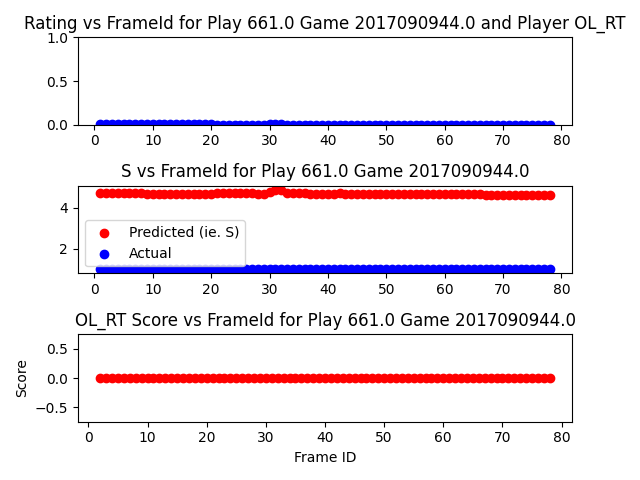 Rating vs FrameId for Play 661.0 Game 2017090944.0 and Player OL_RT
1.0
0.5
0.0
0 10 20 30 40 50 60 70 80
S vs FrameId for Play 661.0 Game 2017090944.0
4
2
Predicted (ie. S)
Actual
0 10 20 30 40 50 60 70 80
OL_RT Score vs FrameId for Play 661.0 Game 2017090944.0
Score
0.5
0.0
−0.5
0 10 20 30 40 50 60 70 80
Frame ID